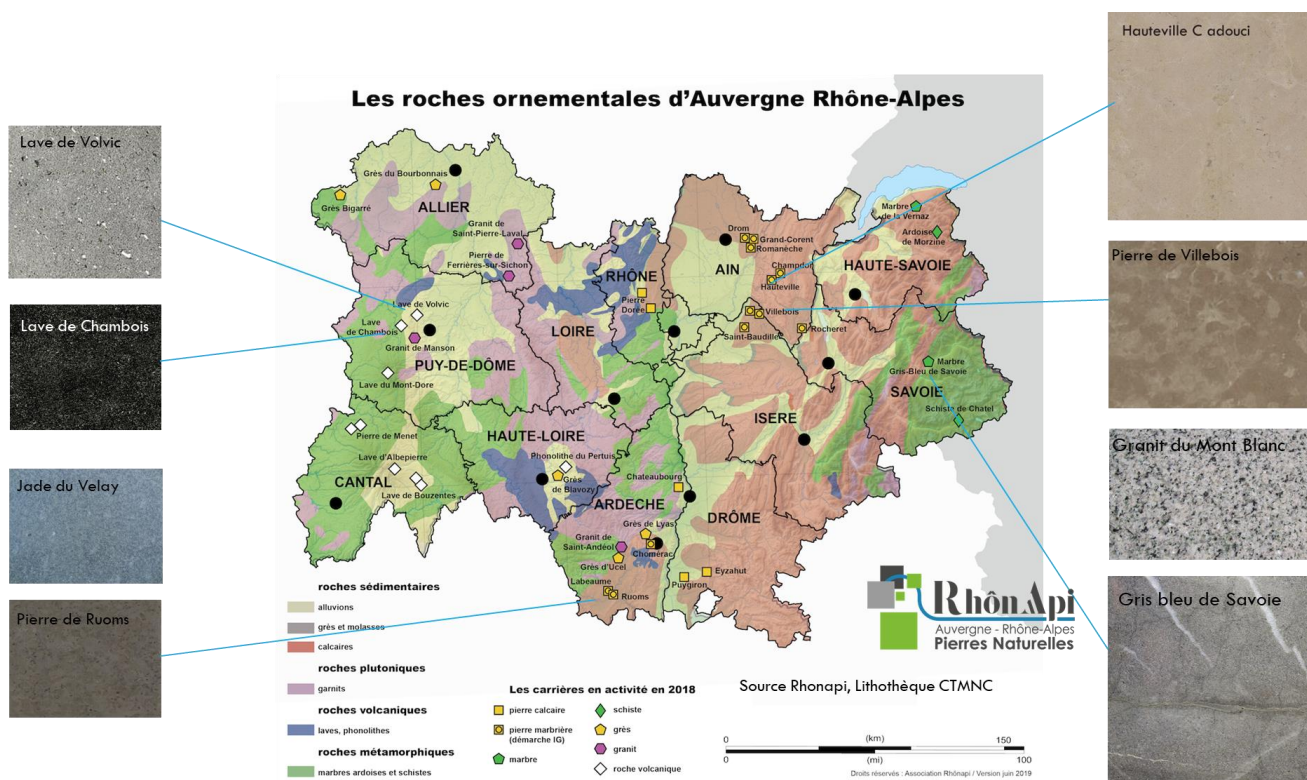 Les roches ornementales d'Auvergne Rhône-Alpes
Lave de Volvic
Lave de Chambois
Jade du Velay
Pierre de Ruoms
Hauteville C adouci
Pierre de Villebois
Granit du Mont Blanc
Gris bleu de Savoie
Grès du Bourbonnais
Grès Bigarré
ALLIER
Granit de
Saint-Pierre-Laval
Pierre de
Ferrières-sur-Sichon
Lave de Volvic
Lave
de Chambois
Granit de Manson
PUY-DE-DÔME
Lave du Mont-Dore
Pierre de Menet
Lave d'Albepierre
CANTAL
Lave de Bouzentes
LOIRE
RHÔNE
Pierre
Dorée
HAUTE-LOIRE
Phonolithe du Pertuis
Grès
de Blavozy
ARDECHE
Chateaubourg
Grès de Lyas
Granit de
Saint-Andéol
Chomérac
Grès d'Ucel
Labeaume
Ruoms
Drom
Grand-Corent
Romanèche
AIN
Champdor
Hauteville
Villebois
Saint-Baudille
Rocheret
Marbre
de la Vernaz
Ardoise
de Morzine
HAUTE-SAVOIE
Marbre
Gris-Bleu de Savoie
SAVOIE
Schiste de Chatel
ISERE
DRÔME
Eyzahut
Puygiron
roches sédimentaires
alluvions
grès et molasses
calcaires
roches plutoniques
garnits
roches volcaniques
laves, phonolithes
roches métamorphiques
marbres ardoises et schistes
Les carrières en activité en 2018
pierre calcaire
pierre marbrière
(démarche IG)
marbre
schiste
grès
granit
roche volcanique
RhônApi
Auvergne - Rhône-Alpes
Pierres Naturelles
Source Rhonapi, Lithothèque CTMNC
0 (km) 150
0 (mi) 100
Droits réservés : Association Rhônapi / Version juin 2019